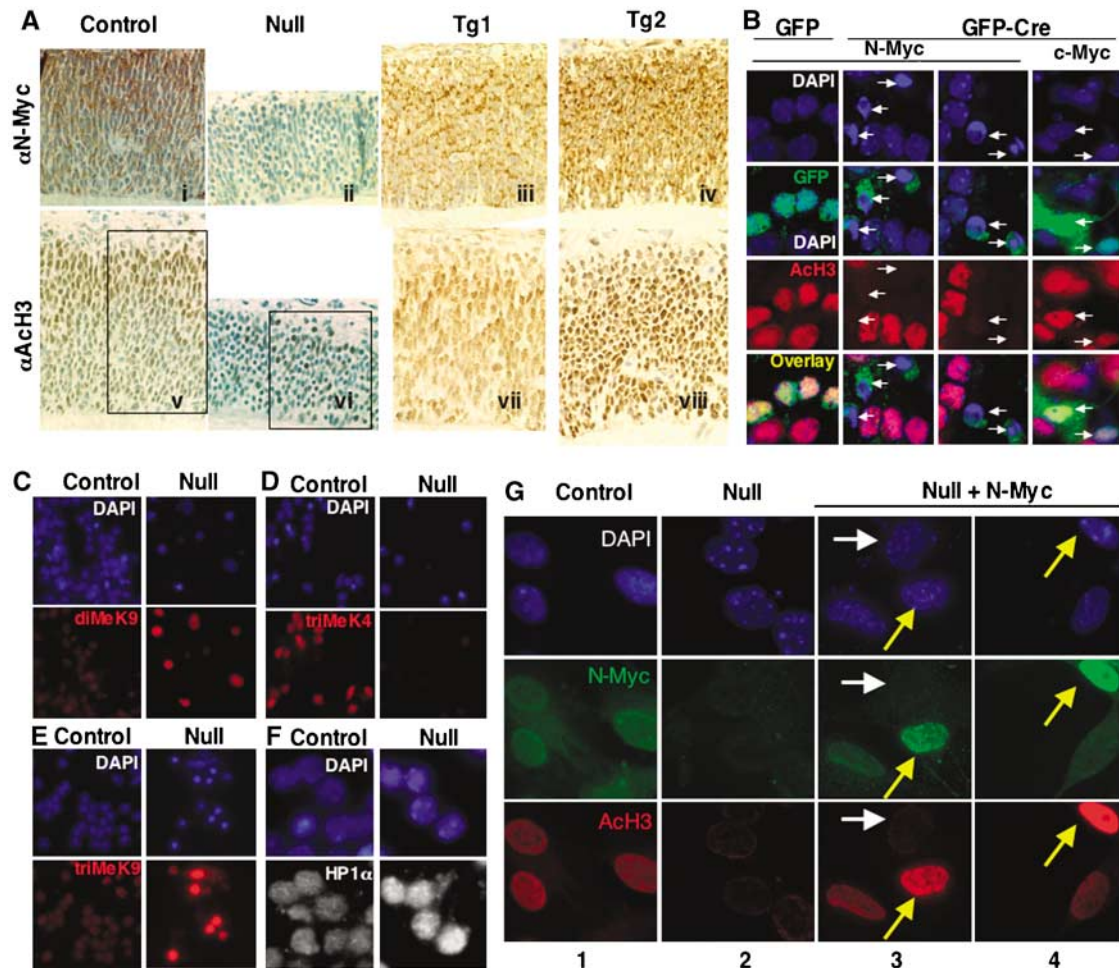 A Control Null Tg1 Tg2
αN-Myc
i ii iii iv
αAcH3
v vi vii viii
B GFP GFP-Cre
N-Myc c-Myc
DAPI
GFP
DAPI
AcH3
Overlay
C Control Null
DAPI
diMeK9
D Control Null
DAPI
triMeK4
E Control Null
DAPI
triMeK9
F Control Null
DAPI
HP1α
G Control Null Null + N-Myc
DAPI
N-Myc
AcH3
1 2 3 4